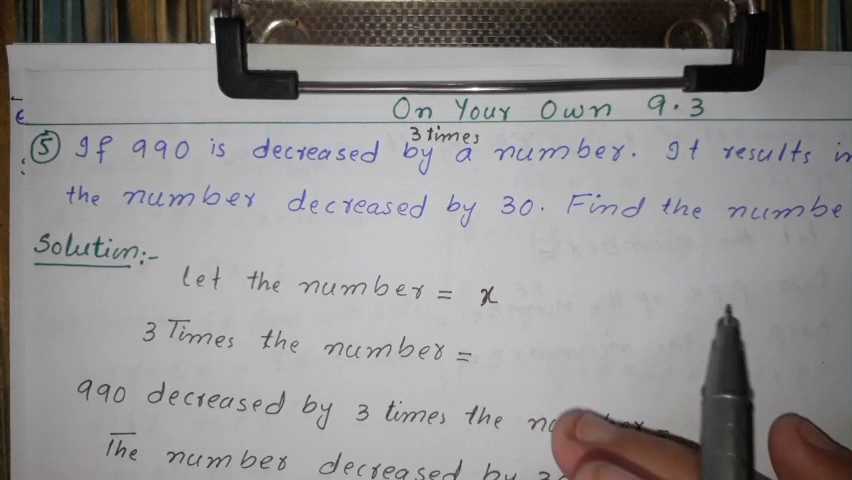 On Your Own 9.3
3 times
⑤ If 990 is decreased by a number. It results in
the number decreased by 30. Find the numbe
Solution:-
let the number = x
3 Times the number =
990 decreased by 3 times the
The number decreased by